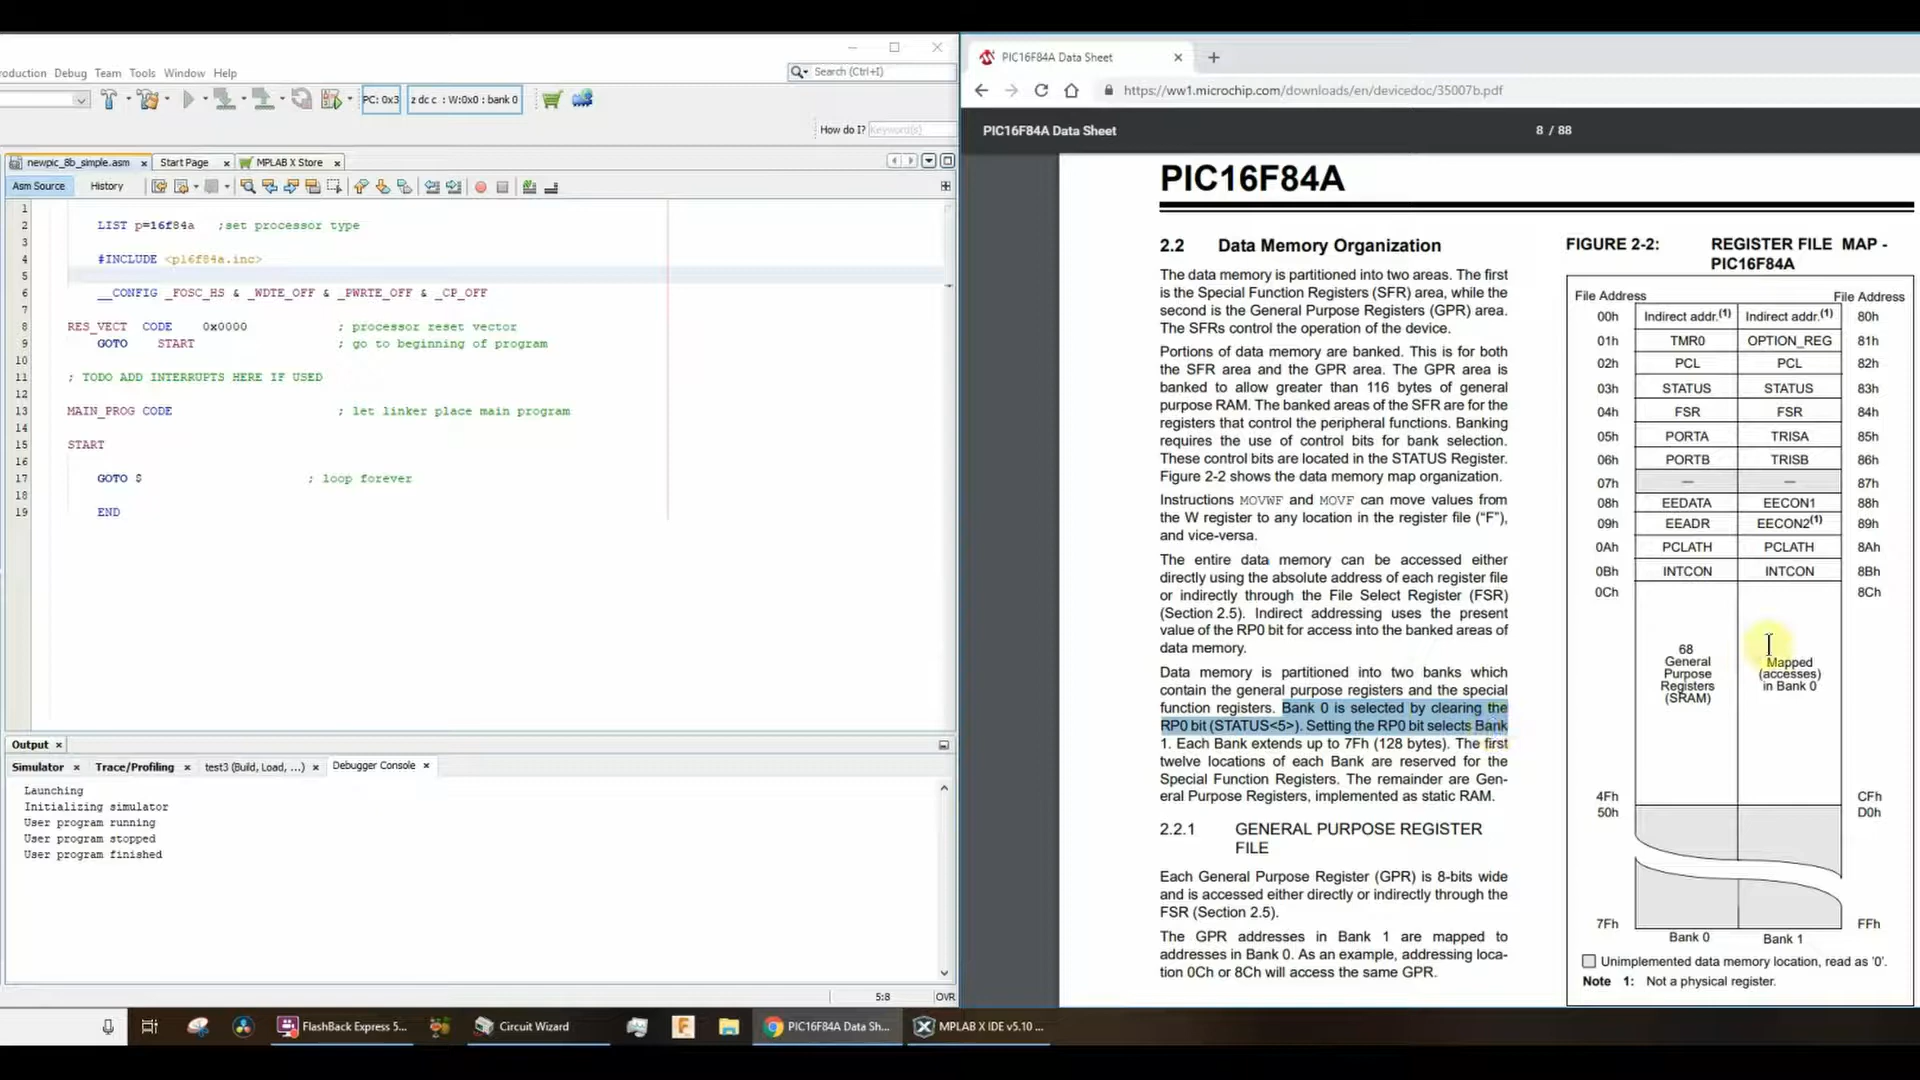 roduction Debug Team Tools Window Help
Search (Ctrl+I)
PC: 0x3
z dc c : W:0x0 : bank 0
How do I? Keyword(s)
newpic_8b_simple.asm
Start Page
MPLAB X Store
Asm Source
History
1
2 LIST p=16f84a ;set processor type
3
4 #INCLUDE <p16f84a.inc>
5
6 __CONFIG _FOSC_HS & _WDTE_OFF & _PWRTE_OFF & _CP_OFF
7
8 RES_VECT CODE 0x0000 ; processor reset vector
9 GOTO START ; go to beginning of program
10
11 ; TODO ADD INTERRUPTS HERE IF USED
12
13 MAIN_PROG CODE ; let linker place main program
14
15 START
16
17 GOTO $ ; loop forever
18
19 END
Output
Simulator
Trace/Profiling
test3 (Build, Load, ...)
Debugger Console
Launching
Initializing simulator
User program running
User program stopped
User program finished
5:8
OVR
PIC16F84A Data Sheet
https://ww1.microchip.com/downloads/en/devicedoc/35007b.pdf
PIC16F84A Data Sheet
8 / 88
PIC16F84A
2.2 Data Memory Organization
The data memory is partitioned into two areas. The first
is the Special Function Registers (SFR) area, while the
second is the General Purpose Registers (GPR) area.
The SFRs control the operation of the device.
Portions of data memory are banked. This is for both
the SFR area and the GPR area. The GPR area is
banked to allow greater than 116 bytes of general
purpose RAM. The banked areas of the SFR are for the
registers that control the peripheral functions. Banking
requires the use of control bits for bank selection.
These control bits are located in the STATUS Register.
Figure 2-2 shows the data memory map organization.
Instructions MOVWF and MOVF can move values from
the W register to any location in the register file (“F”),
and vice-versa.
The entire data memory can be accessed either
directly using the absolute address of each register file
or indirectly through the File Select Register (FSR)
(Section 2.5). Indirect addressing uses the present
value of the RP0 bit for access into the banked areas of
data memory.
Data memory is partitioned into two banks which
contain the general purpose registers and the special
function registers. Bank 0 is selected by clearing the
RP0 bit (STATUS<5>). Setting the RP0 bit selects Bank
1. Each Bank extends up to 7Fh (128 bytes). The first
twelve locations of each Bank are reserved for the
Special Function Registers. The remainder are Gen-
eral Purpose Registers, implemented as static RAM.
2.2.1 GENERAL PURPOSE REGISTER
FILE
Each General Purpose Register (GPR) is 8-bits wide
and is accessed either directly or indirectly through the
FSR (Section 2.5).
The GPR addresses in Bank 1 are mapped to
addresses in Bank 0. As an example, addressing loca-
tion 0Ch or 8Ch will access the same GPR.
FIGURE 2-2: REGISTER FILE MAP -
PIC16F84A
File Address File Address
00h Indirect addr.(1) Indirect addr.(1) 80h
01h TMR0 OPTION_REG 81h
02h PCL PCL 82h
03h STATUS STATUS 83h
04h FSR FSR 84h
05h PORTA TRISA 85h
06h PORTB TRISB 86h
07h — — 87h
08h EEDATA EECON1 88h
09h EEADR EECON2(1) 89h
0Ah PCLATH PCLATH 8Ah
0Bh INTCON INTCON 8Bh
0Ch 8Ch
68
General
Purpose
Registers
(SRAM)
Mapped
(accesses)
in Bank 0
4Fh CFh
50h D0h
7Fh FFh
Bank 0 Bank 1
Unimplemented data memory location, read as '0'.
Note 1: Not a physical register.
FlashBack Express 5...
Circuit Wizard
PIC16F84A Data Sh...
MPLAB X IDE v5.10 ...